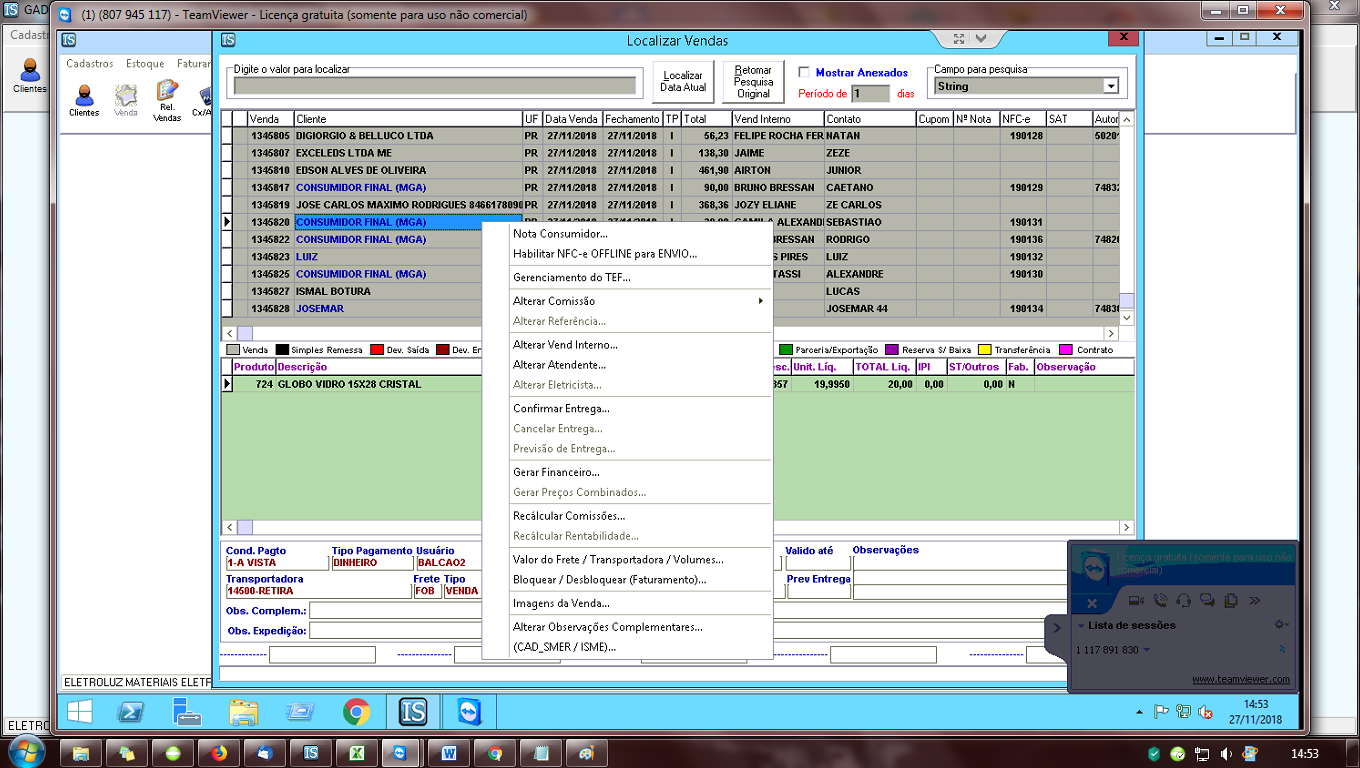 GAD
(1) (807 945 117) - TeamViewer - Licença gratuita (somente para uso não comercial)
Cadastro
Clientes
Cadastros Estoque Faturar
Clientes Venda Rel. Vendas Cx/A
Localizar Vendas
Digite o valor para localizar
Localizar Data Atual
Retornar Pesquisa Original
Mostrar Anexados
Período de 1 dias
Campo para pesquisa
String
Venda Cliente UF Data Venda Fechamento TP Total Vend Interno Contato Cupom Nº Nota NFC-e SAT Autor
1345805 DIGIORGIO & BELLUCO LTDA PR 27/11/2018 27/11/2018 I 56,23 FELIPE ROCHA FER NATAN 190128 50201
1345807 EXCELEDS LTDA ME PR 27/11/2018 27/11/2018 I 138,30 JAIME ZEZE
1345810 EDSON ALVES DE OLIVEIRA PR 27/11/2018 27/11/2018 I 461,90 AIRTON JUNIOR
1345817 CONSUMIDOR FINAL (MGA) PR 27/11/2018 27/11/2018 I 90,00 BRUNO BRESSAN CAETANO 190129 74832
1345819 JOSE CARLOS MAXIMO RODRIGUES 8466178090 PR 27/11/2018 27/11/2018 I 368,36 JOZY ELIANE ZE CARLOS
1345820 CONSUMIDOR FINAL (MGA) SEBASTIAO 190131
1345822 CONSUMIDOR FINAL (MGA) BRESSAN RODRIGO 190136 74820
1345823 LUIZ S PIRES LUIZ 190132
1345825 CONSUMIDOR FINAL (MGA) TASSI ALEXANDRE 190130
1345827 ISMAL BOTURA LUCAS
1345828 JOSEMAR JOSEMAR 44 190134 74836
Nota Consumidor...
Habilitar NFC-e OFFLINE para ENVIO...
Gerenciamento do TEF...
Alterar Comissão
Alterar Referência...
Alterar Vend Interno...
Alterar Atendente...
Alterar Eletricista...
Confirmar Entrega...
Cancelar Entrega...
Previsão de Entrega...
Gerar Financeiro...
Gerar Preços Combinados...
Recálcular Comissões...
Recálcular Rentabilidade...
Valor do Frete / Transportadora / Volumes...
Bloquear / Desbloquear (Faturamento)...
Imagens da Venda...
Alterar Observações Complementares...
(CAD_SMER / ISME)...
Venda Simples Remessa Dev. Saída Dev. En Parceria/Exportação Reserva S/ Baixa Transferência Contrato
Produto Descrição esc. Unit. Líq. TOTAL Liq. IPI ST/Outros Fab. Observação
724 GLOBO VIDRO 15X28 CRISTAL 857 19,9950 20,00 0,00 0,00 N
Cond. Pagto Tipo Pagamento Usuário Valido até Observações
1-A VISTA DINHEIRO BALCAO2
Transportadora Frete Tipo Prev Entrega
14500-RETIRA FOB VENDA
Obs. Complem.:
Obs. Expedição:
Licença gratuita (somente para uso não comercial)
Lista de sessões
1 117 891 830
www.teamviewer.com
ELETROLUZ MATERIAIS ELETF
ELETRO
14:53
27/11/2018
14:53